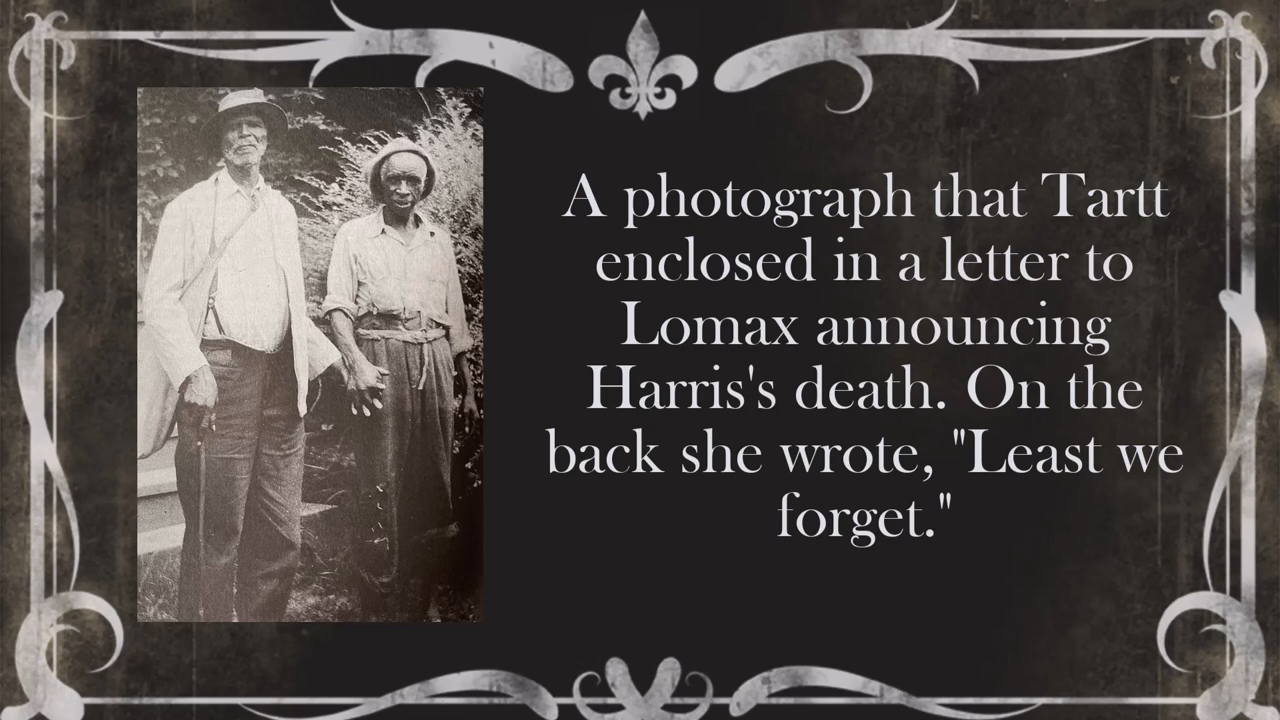 A photograph that Tartt
enclosed in a letter to
Lomax announcing
Harris's death. On the
back she wrote, "Least we
forget."